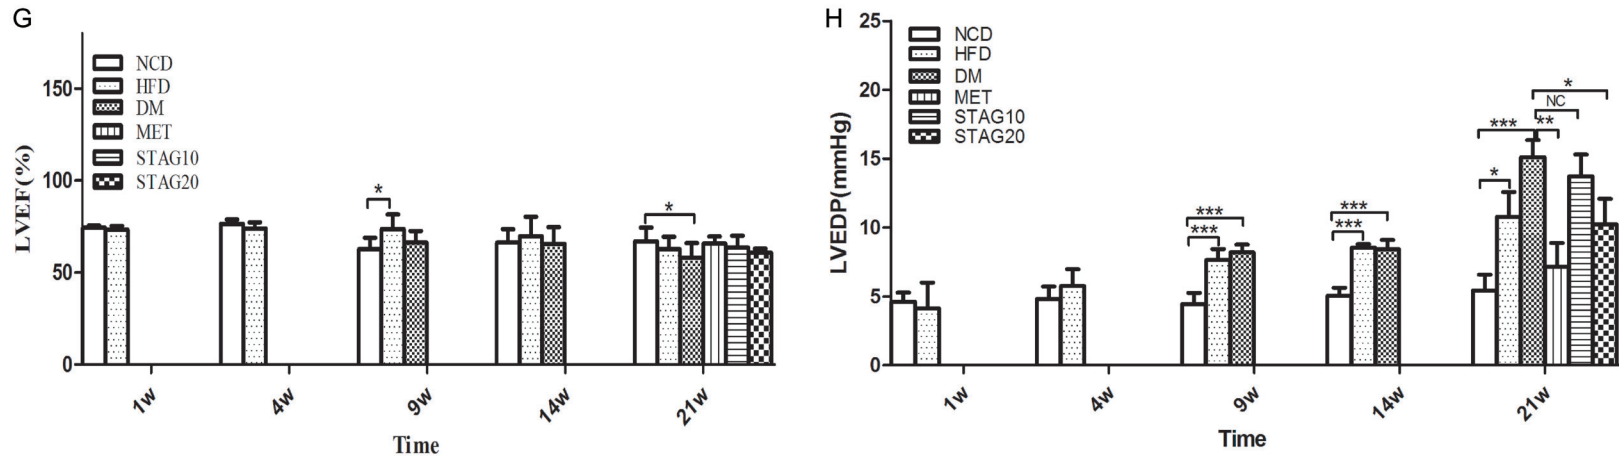 G
LVEF(%)
150
100
50
0
NCD
HFD
DM
MET
STAG10
STAG20
*
*
1w
4w
9w
14w
21w
Time
H
LVEDP(mmHg)
25
20
15
10
5
0
NCD
HFD
DM
MET
STAG10
STAG20
***
***
***
***
*
NC
***
**
*
1w
4w
9w
14w
21w
Time